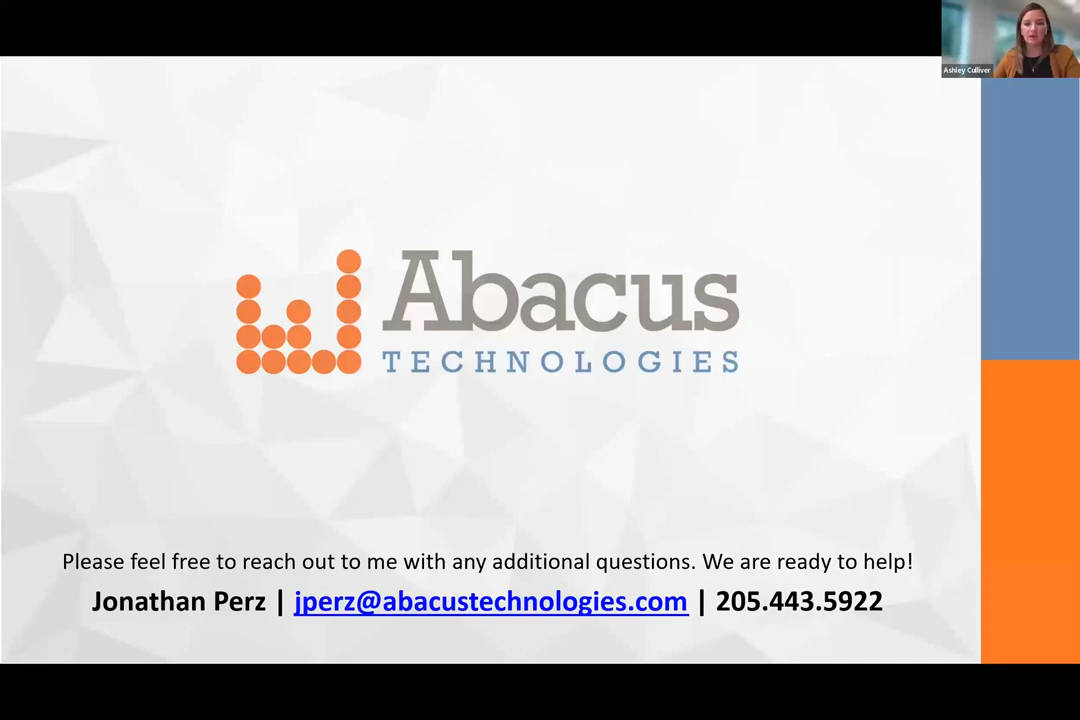 Ashley Culliver
Abacus
TECHNOLOGIES
Please feel free to reach out to me with any additional questions. We are ready to help!
Jonathan Perz | jperz@abacustechnologies.com | 205.443.5922